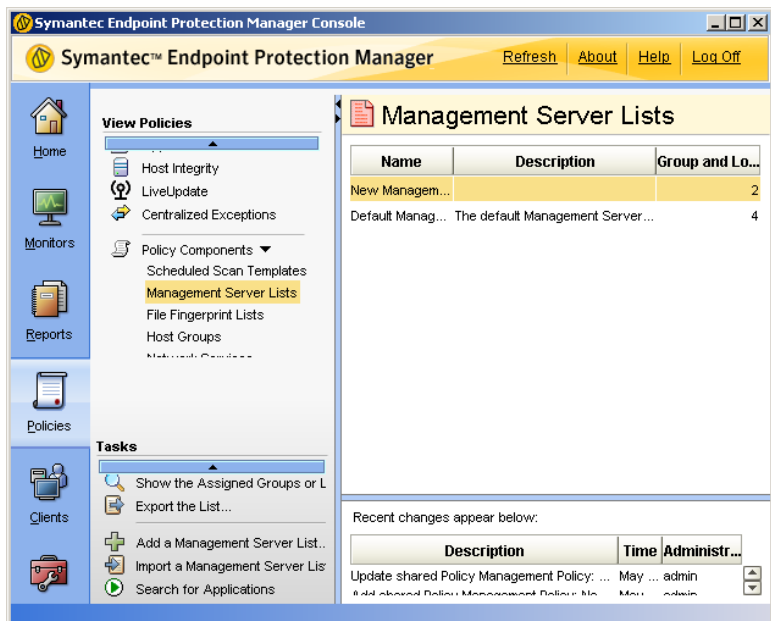 Symantec Endpoint Protection Manager Console
Symantec™ Endpoint Protection Manager
Refresh
About
Help
Log Off
Home
Monitors
Reports
Policies
Clients
View Policies
Host Integrity
LiveUpdate
Centralized Exceptions
Policy Components
Scheduled Scan Templates
Management Server Lists
File Fingerprint Lists
Host Groups
Tasks
Show the Assigned Groups or L
Export the List...
Add a Management Server List..
Import a Management Server Lis
Search for Applications
Management Server Lists
Name Description Group and Lo...
New Managem... 2
Default Manag... The default Management Server... 4
Recent changes appear below:
Description Time Administr...
Update shared Policy Management Policy: ... May ... admin